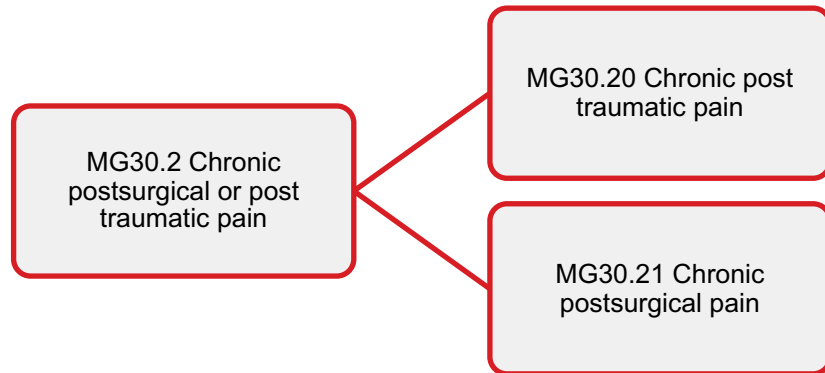 MG30.2 Chronic
postsurgical or post
traumatic pain
MG30.20 Chronic post
traumatic pain
MG30.21 Chronic
postsurgical pain